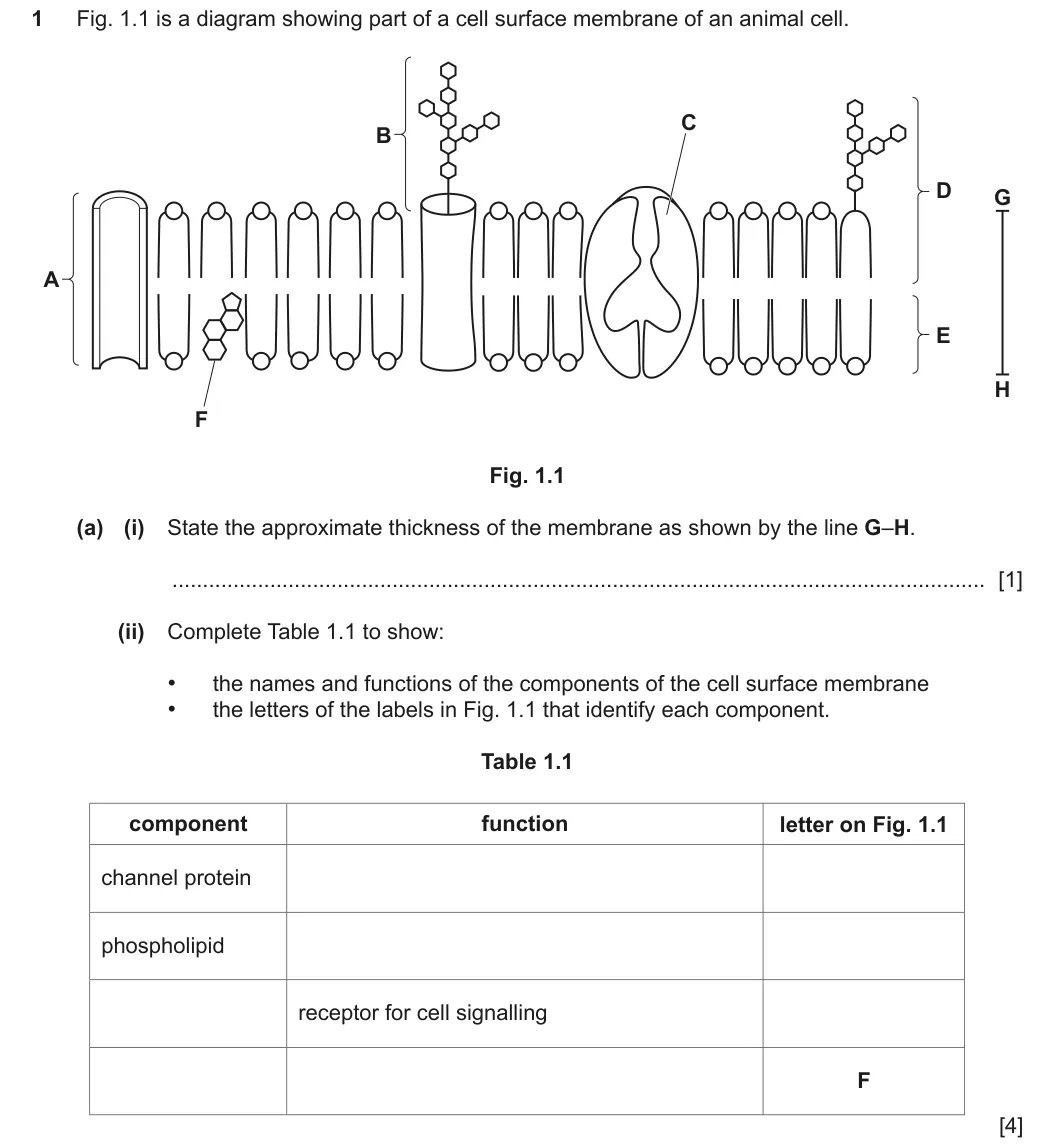 1 Fig. 1.1 is a diagram showing part of a cell surface membrane of an animal cell.
B
C
D
G
A
E
F
H
Fig. 1.1
(a) (i) State the approximate thickness of the membrane as shown by the line G–H.
.......................................................................................................................................... [1]
(ii) Complete Table 1.1 to show:
• the names and functions of the components of the cell surface membrane
• the letters of the labels in Fig. 1.1 that identify each component.
Table 1.1
component function letter on Fig. 1.1
channel protein
phospholipid
receptor for cell signalling
F
[4]